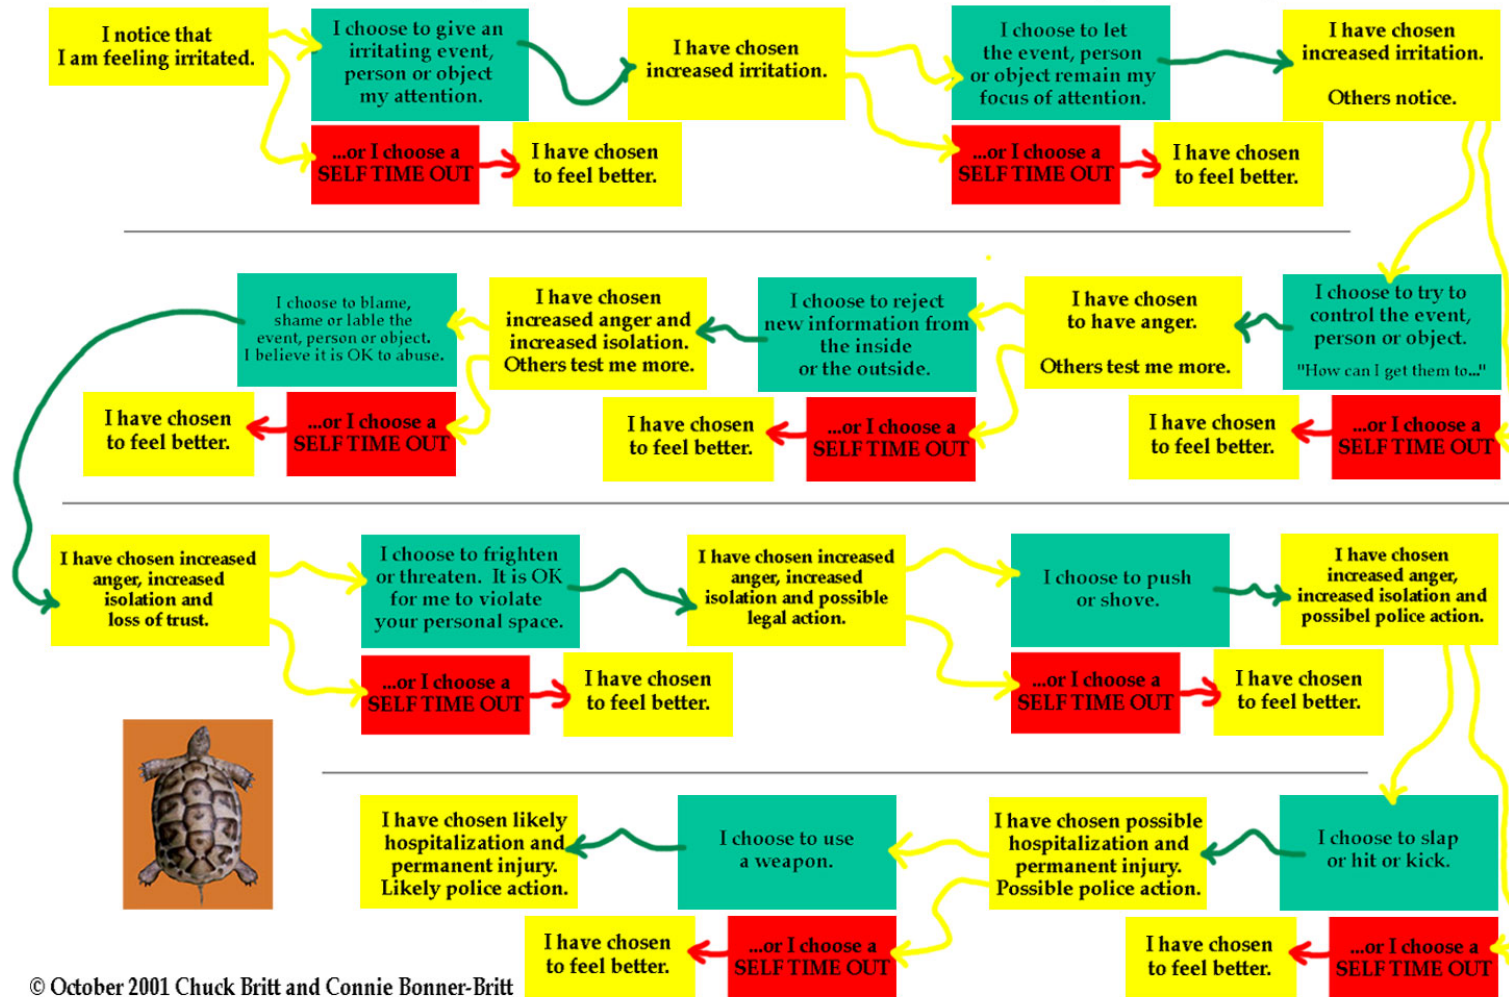 I notice that
I am feeling irritated.
I choose to give an
irritating event,
person or object
my attention.
...or I choose a
SELF TIME OUT
I have chosen
to feel better.
I have chosen
increased irritation.
I choose to let
the event, person
or object remain my
focus of attention.
...or I choose a
SELF TIME OUT
I have chosen
to feel better.
I have chosen
increased irritation.
Others notice.
I choose to try to
control the event,
person or object.
"How can I get them to..."
...or I choose a
SELF TIME OUT
I have chosen
to feel better.
I have chosen
to have anger.
Others test me more.
I choose to reject
new information from
the inside
or the outside.
...or I choose a
SELF TIME OUT
I have chosen
to feel better.
I have chosen
increased anger and
increased isolation.
Others test me more.
I choose to blame,
shame or lable the
event, person or object.
I believe it is OK to abuse.
...or I choose a
SELF TIME OUT
I have chosen
to feel better.
I have chosen increased
anger, increased
isolation and
loss of trust.
I choose to frighten
or threaten. It is OK
for me to violate
your personal space.
...or I choose a
SELF TIME OUT
I have chosen
to feel better.
I have chosen increased
anger, increased
isolation and possible
legal action.
I choose to push
or shove.
...or I choose a
SELF TIME OUT
I have chosen
to feel better.
I have chosen
increased anger,
increased isolation and
possibel police action.
I choose to slap
or hit or kick.
...or I choose a
SELF TIME OUT
I have chosen
to feel better.
I have chosen possible
hospitalization and
permanent injury.
Possible police action.
I choose to use
a weapon.
...or I choose a
SELF TIME OUT
I have chosen
to feel better.
I have chosen likely
hospitalization and
permanent injury.
Likely police action.
© October 2001 Chuck Britt and Connie Bonner-Britt